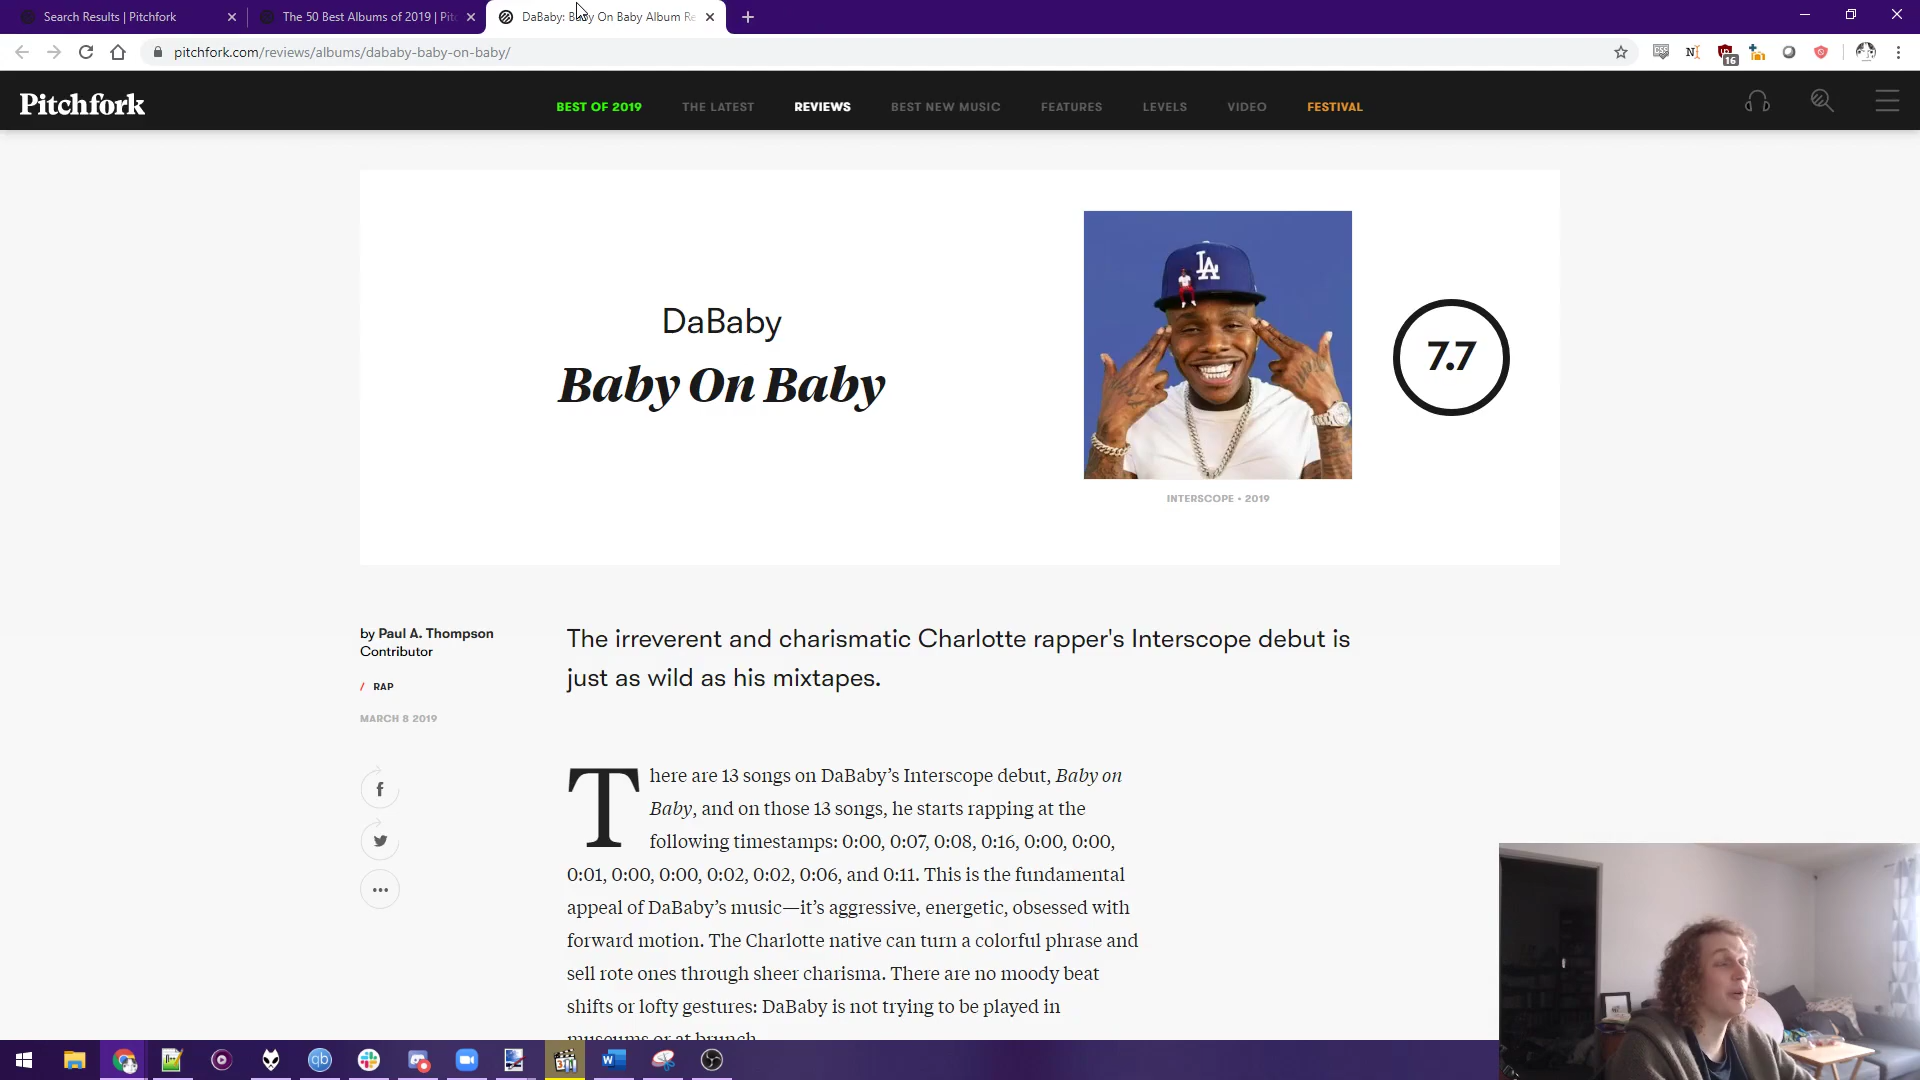 Search Results | Pitchfork
The 50 Best Albums of 2019 | Pitc
DaBaby: Baby On Baby Album Re
pitchfork.com/reviews/albums/dababy-baby-on-baby/
16
Pitchfork
BEST OF 2019
THE LATEST
REVIEWS
BEST NEW MUSIC
FEATURES
LEVELS
VIDEO
FESTIVAL
DaBaby
Baby On Baby
LA
7.7
INTERSCOPE • 2019
by Paul A. Thompson
Contributor
/ RAP
MARCH 8 2019
The irreverent and charismatic Charlotte rapper's Interscope debut is
just as wild as his mixtapes.
There are 13 songs on DaBaby’s Interscope debut, Baby on
Baby, and on those 13 songs, he starts rapping at the
following timestamps: 0:00, 0:07, 0:08, 0:16, 0:00, 0:00,
0:01, 0:00, 0:00, 0:02, 0:02, 0:06, and 0:11. This is the fundamental
appeal of DaBaby’s music—it’s aggressive, energetic, obsessed with
forward motion. The Charlotte native can turn a colorful phrase and
sell rote ones through sheer charisma. There are no moody beat
shifts or lofty gestures: DaBaby is not trying to be played in
museums or at brunch.